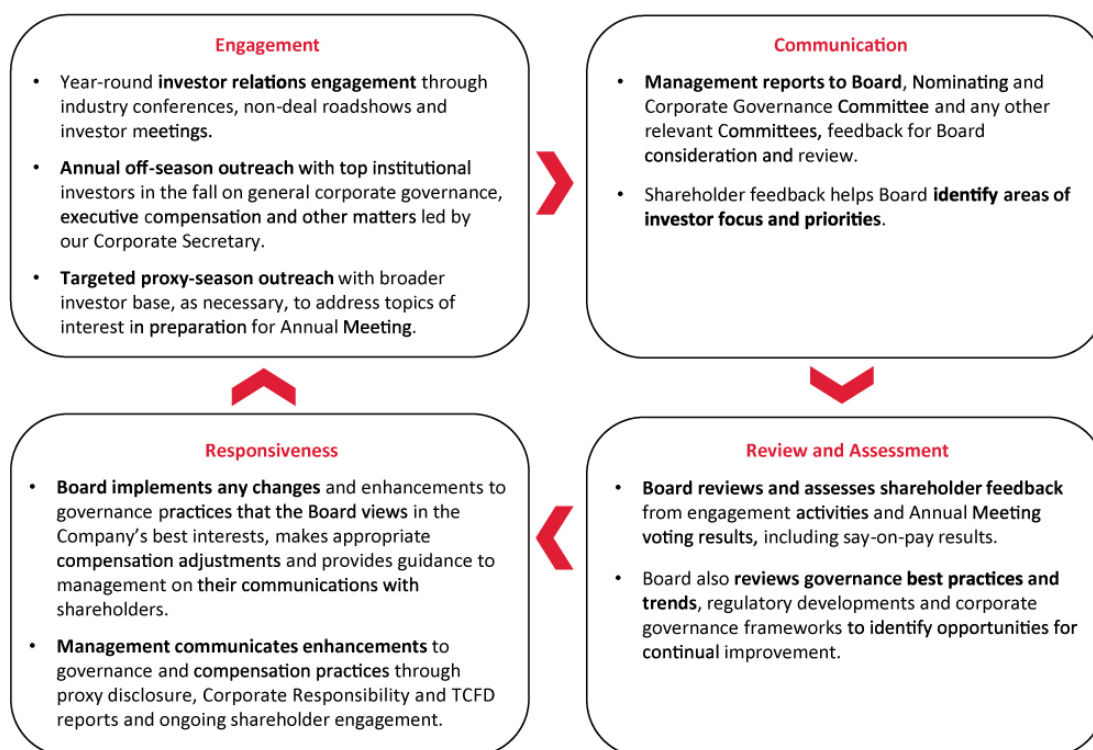 Engagement
• Year-round investor relations engagement through
industry conferences, non-deal roadshows and
investor meetings.
• Annual off-season outreach with top institutional
investors in the fall on general corporate governance,
executive compensation and other matters led by
our Corporate Secretary.
• Targeted proxy-season outreach with broader
investor base, as necessary, to address topics of
interest in preparation for Annual Meeting.
Communication
• Management reports to Board, Nominating and
Corporate Governance Committee and any other
relevant Committees, feedback for Board
consideration and review.
• Shareholder feedback helps Board identify areas of
investor focus and priorities.
Review and Assessment
• Board reviews and assesses shareholder feedback
from engagement activities and Annual Meeting
voting results, including say-on-pay results.
• Board also reviews governance best practices and
trends, regulatory developments and corporate
governance frameworks to identify opportunities for
continual improvement.
Responsiveness
• Board implements any changes and enhancements to
governance practices that the Board views in the
Company’s best interests, makes appropriate
compensation adjustments and provides guidance to
management on their communications with
shareholders.
• Management communicates enhancements to
governance and compensation practices through
proxy disclosure, Corporate Responsibility and TCFD
reports and ongoing shareholder engagement.